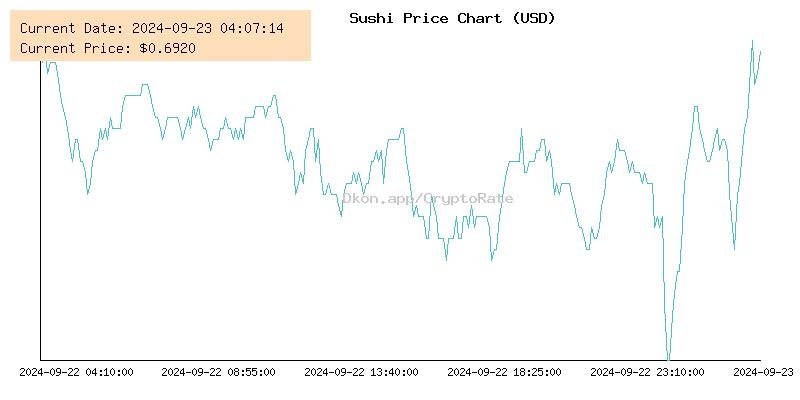 Sushi Price Chart (USD)
Current Date: 2024-09-23 04:07:14
Current Price: $0.6920
Okon.app/CryptoRate
2024-09-22 04:10:00 2024-09-22 08:55:00 2024-09-22 13:40:00 2024-09-22 18:25:00 2024-09-22 23:10:00 2024-09-23